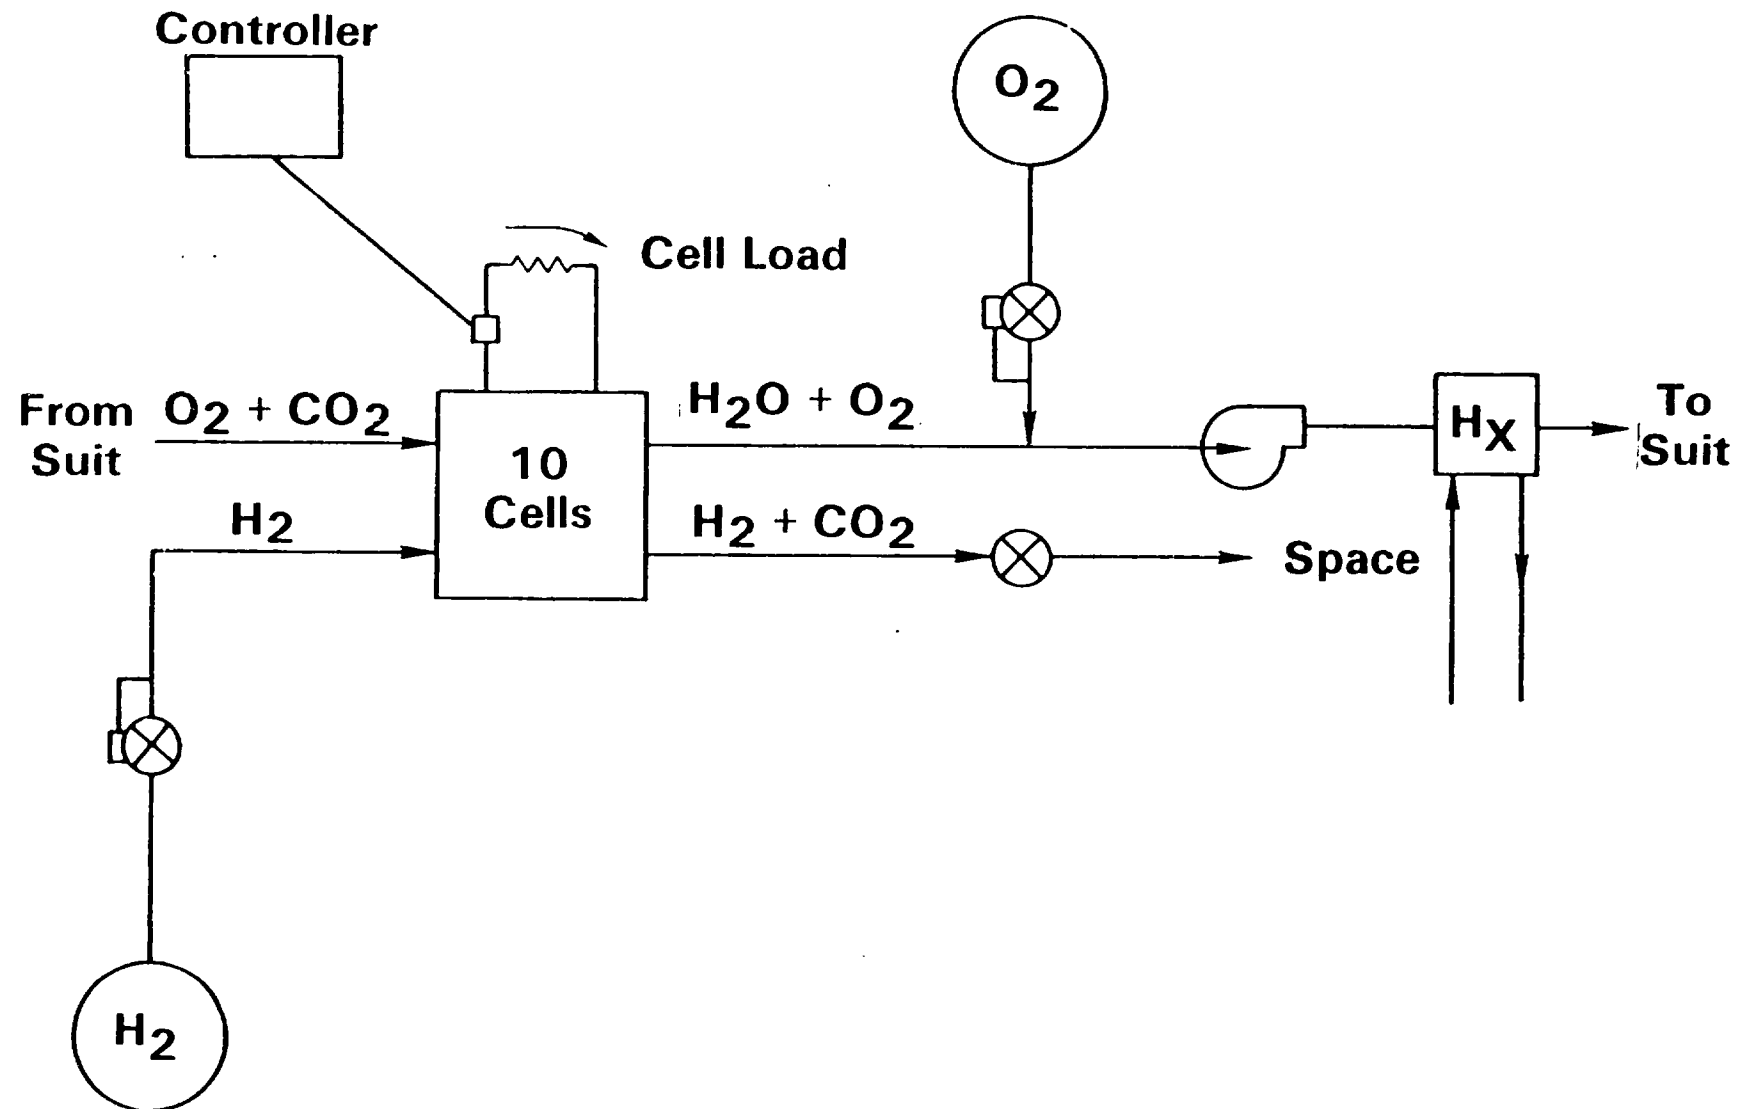 Controller
O2
Cell Load
From Suit
O2 + CO2
H2O + O2
10
Cells
HX
To
Suit
H2
H2 + CO2
Space
H2